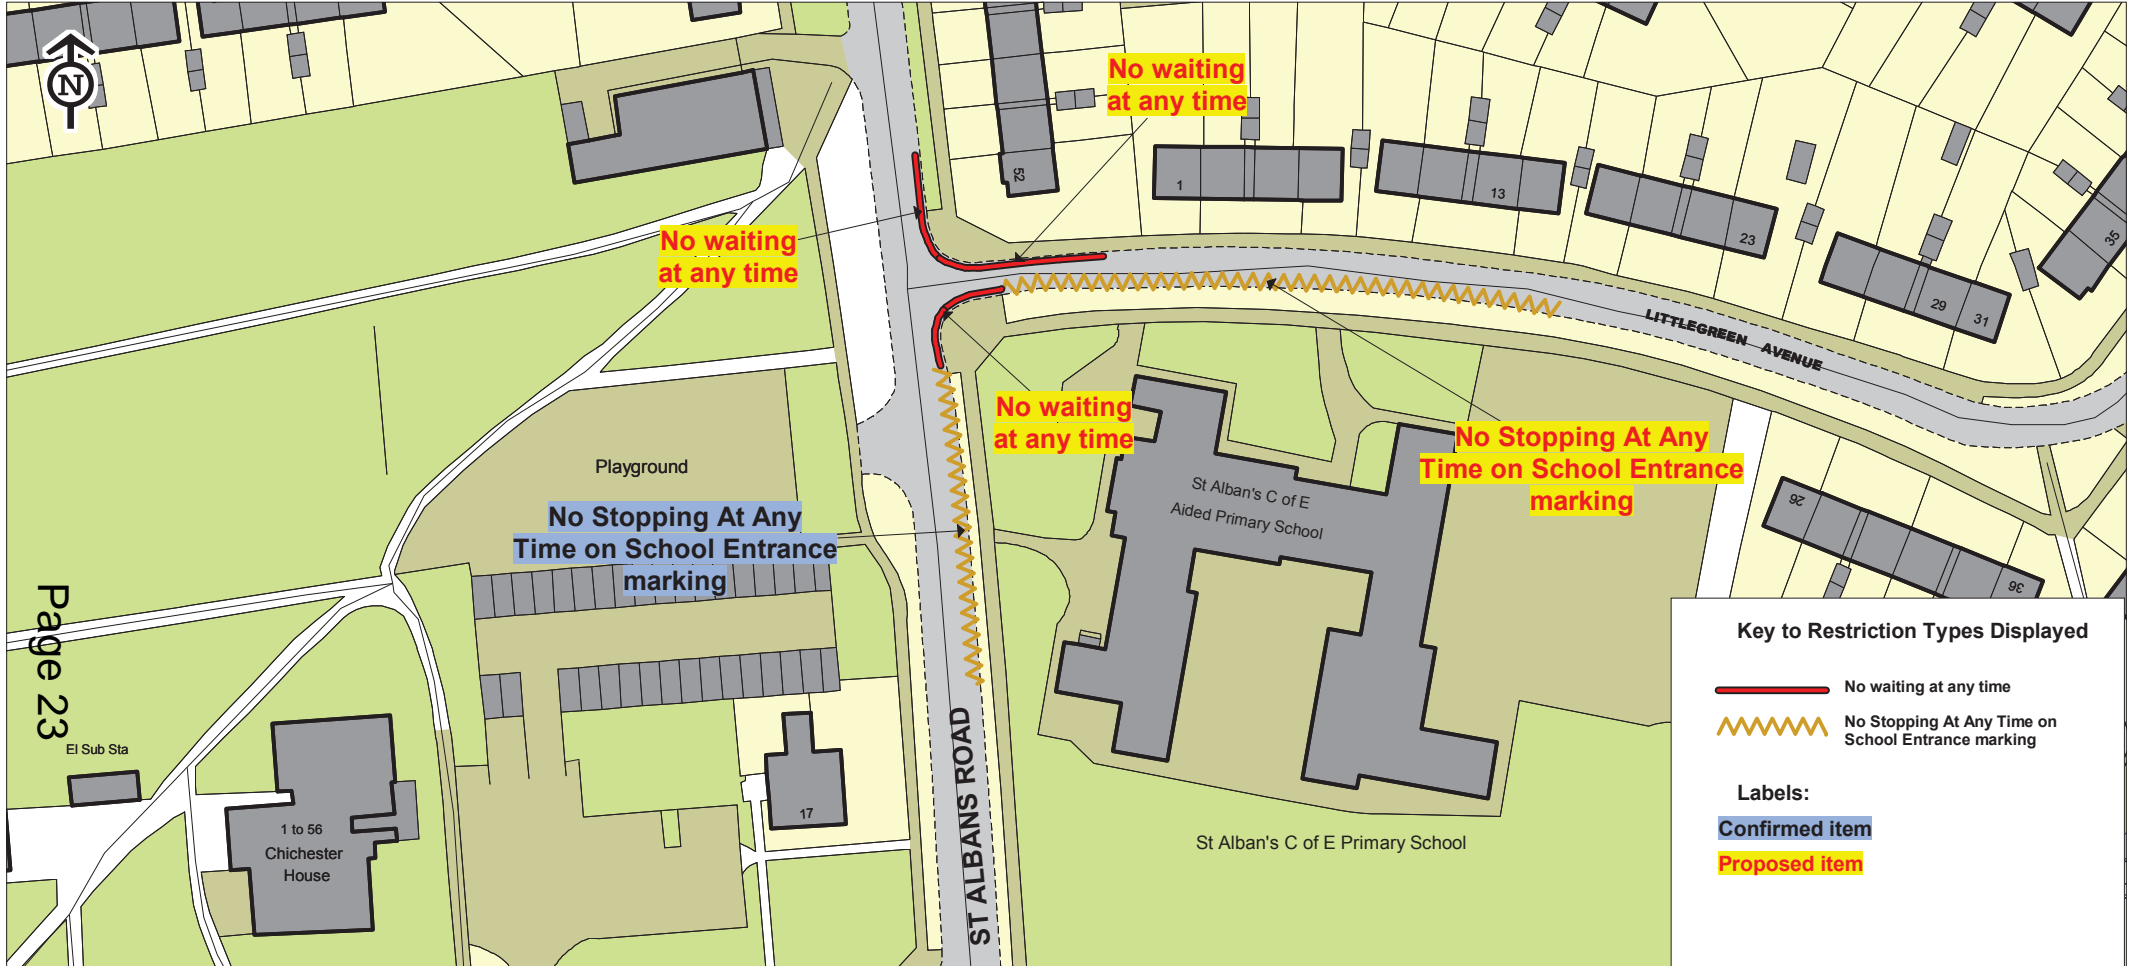 N
No waiting
at any time
52
1
13
23
35
No waiting
at any time
29
31
LITTLEGREEN AVENUE
No waiting
at any time
No Stopping At Any
Time on School Entrance
marking
Playground
St Alban's C of E
Aided Primary School
No Stopping At Any
Time on School Entrance
marking
26
36
Page 23
El Sub Sta
1 to 56
Chichester
House
17
ST ALBANS ROAD
St Alban's C of E Primary School
Key to Restriction Types Displayed
No waiting at any time
No Stopping At Any Time on
School Entrance marking
Labels:
Confirmed item
Proposed item